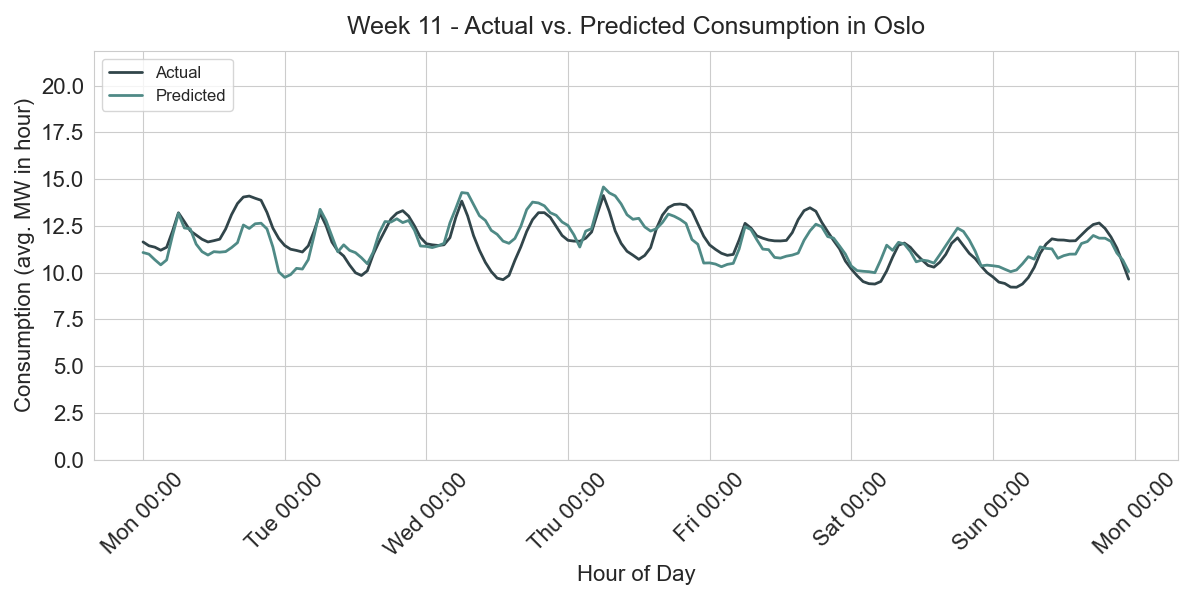 Week 11 - Actual vs. Predicted Consumption in Oslo
Actual
Predicted
Consumption (avg. MW in hour)
20.0
17.5
15.0
12.5
10.0
7.5
5.0
2.5
0.0
Mon 00:00
Tue 00:00
Wed 00:00
Thu 00:00
Fri 00:00
Sat 00:00
Sun 00:00
Mon 00:00
Hour of Day